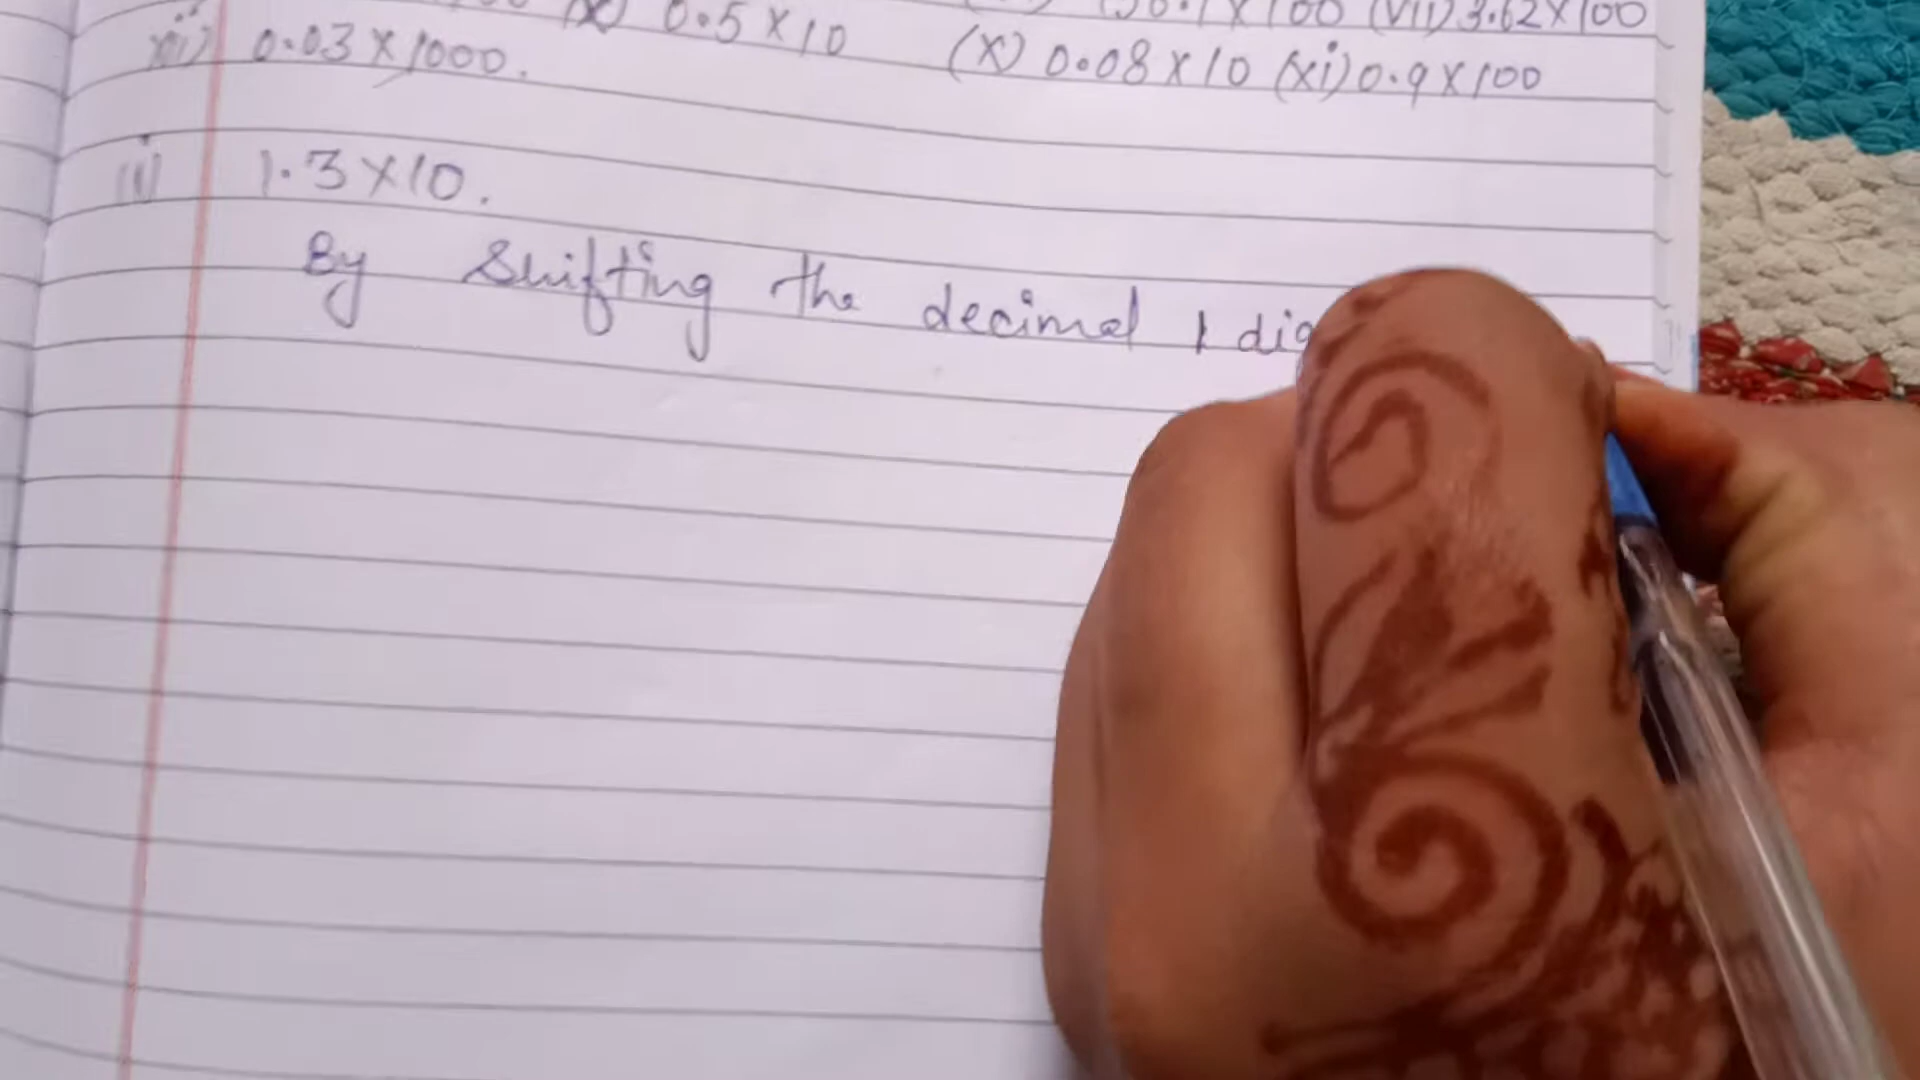 (x) 0.5 × 10 × 100 (vii) 3.62 × 100
xii) 0.03 × 1000. (x) 0.08 × 10 (xi) 0.9 × 100
1.3 × 10.
By Shifting the decimal 1 dig